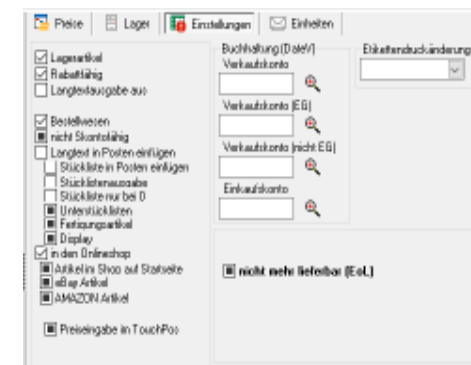 Preise
Lager
Einstellungen
Einheiten
Lagerartikel
Rabattfähig
Langtextausgabe aus
Bestellwesen
nicht Skontofähig
Langtext in Posten einfügen
Stückliste in Posten einfügen
Stücklistenausgabe
Stückliste nur bei 0
Unterstücklisten
Fertigungsartikel
Display
in den Onlineshop
Artikel im Shop auf Startseite
eBay Artikel
AMAZON Artikel
Preiseingabe im TouchPos
Buchhaltung (DateV)
Verkaufskonto
Verkaufskonto (EG)
Verkaufskonto (nicht EG)
Einkaufskonto
Etikettendruckänderung
nicht mehr lieferbar (EoL)